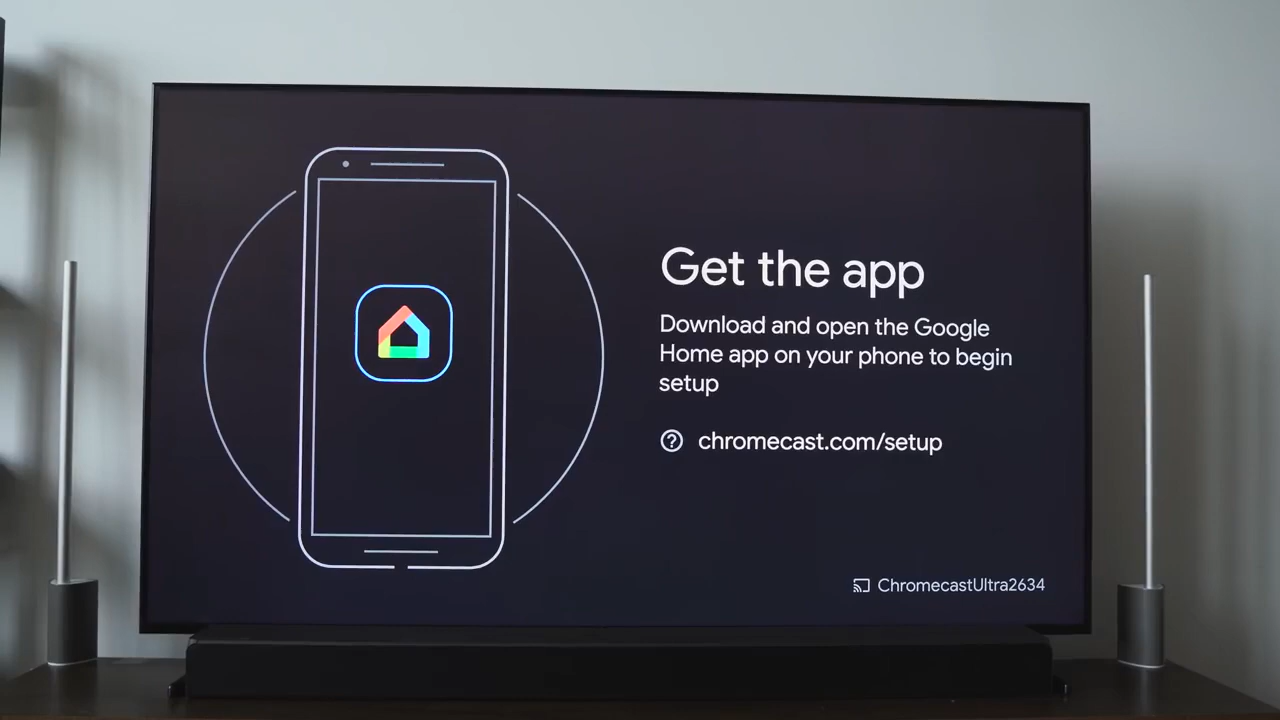 Get the app
Download and open the Google
Home app on your phone to begin
setup
chromecast.com/setup
ChromecastUltra2634